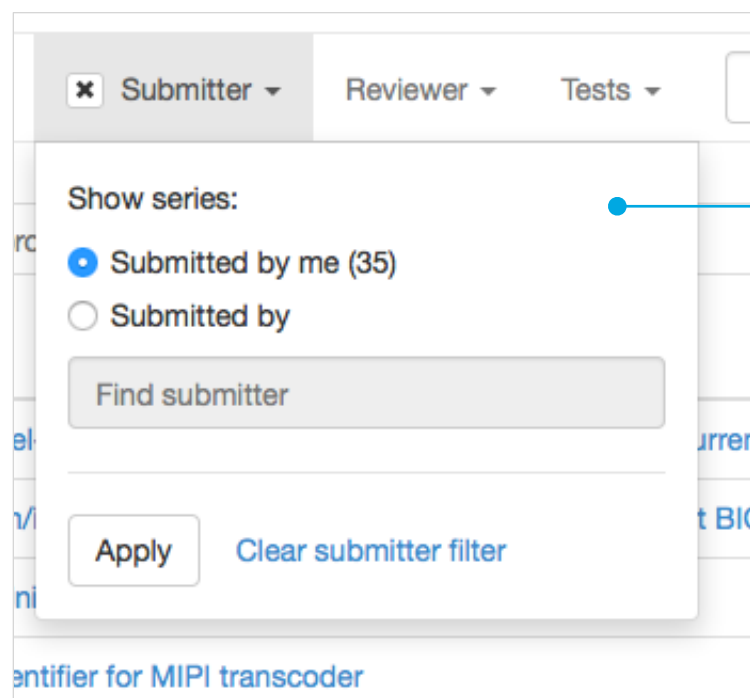 Submitter Reviewer Tests
Show series:
Submitted by me (35)
Submitted by
Find submitter
Apply Clear submitter filter
entifier for MIPI transcoder